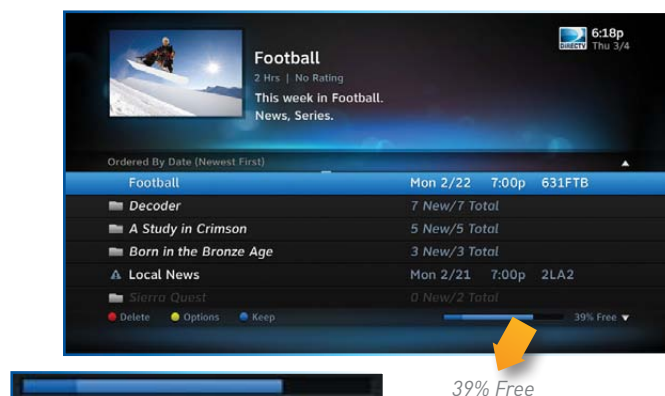 6:18p
DIRECTV Thu 3/4
Football
2 Hrs | No Rating
This week in Football.
News, Series.
Ordered By Date (Newest First)
Football Mon 2/22 7:00p 631FTB
Decoder 7 New/7 Total
A Study in Crimson 5 New/5 Total
Born in the Bronze Age 3 New/3 Total
Local News Mon 2/21 7:00p 2LA2
Sierra Quest 0 New/2 Total
Delete Options Keep 39% Free
39% Free